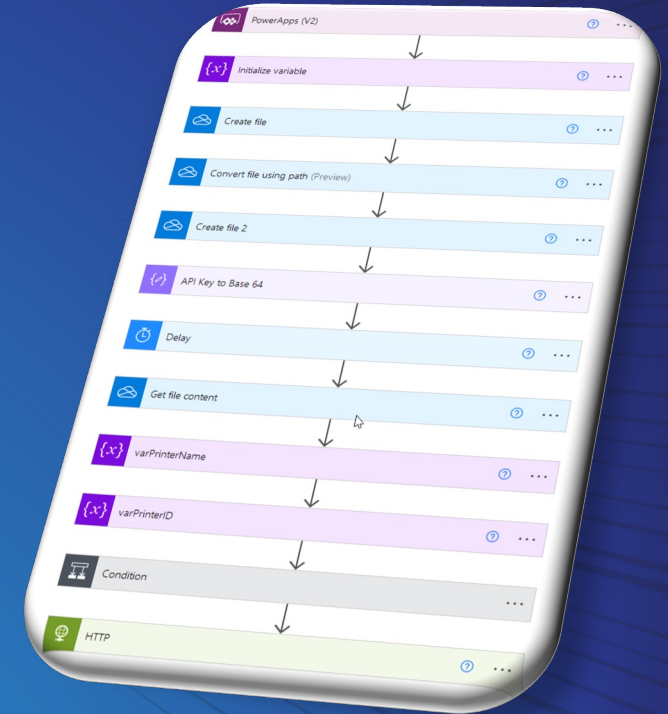 PowerApps (V2)
{x} Initialize variable
Create file
Convert file using path (Preview)
Create file 2
API Key to Base 64
Delay
Get file content
{x} varPrinterName
{x} varPrinterID
Condition
HTTP